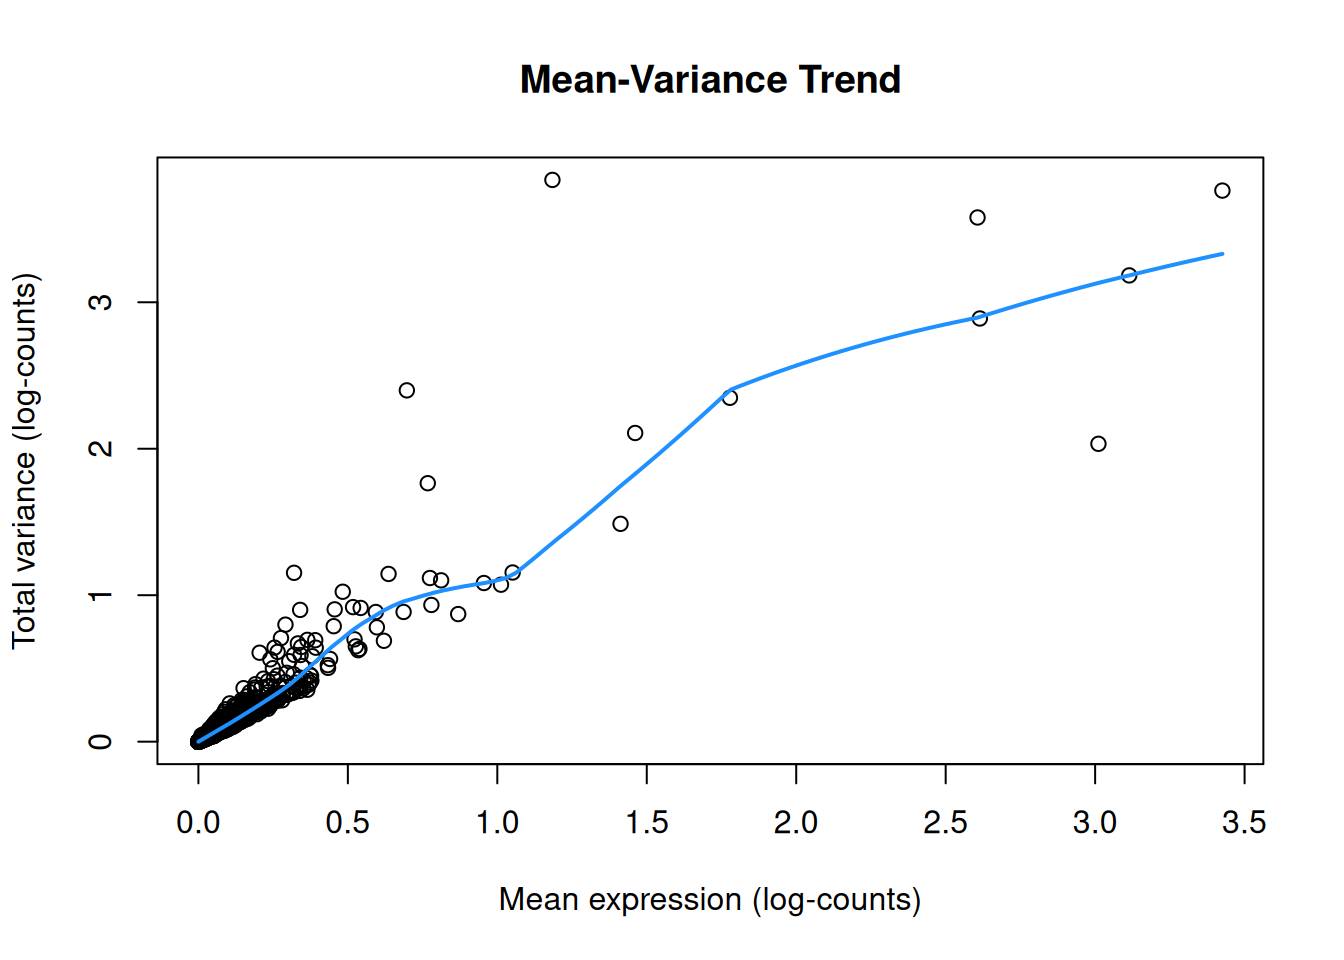 Mean-Variance Trend
Total variance (log-counts)
3
2
1
0
0.0 0.5 1.0 1.5 2.0 2.5 3.0 3.5
Mean expression (log-counts)